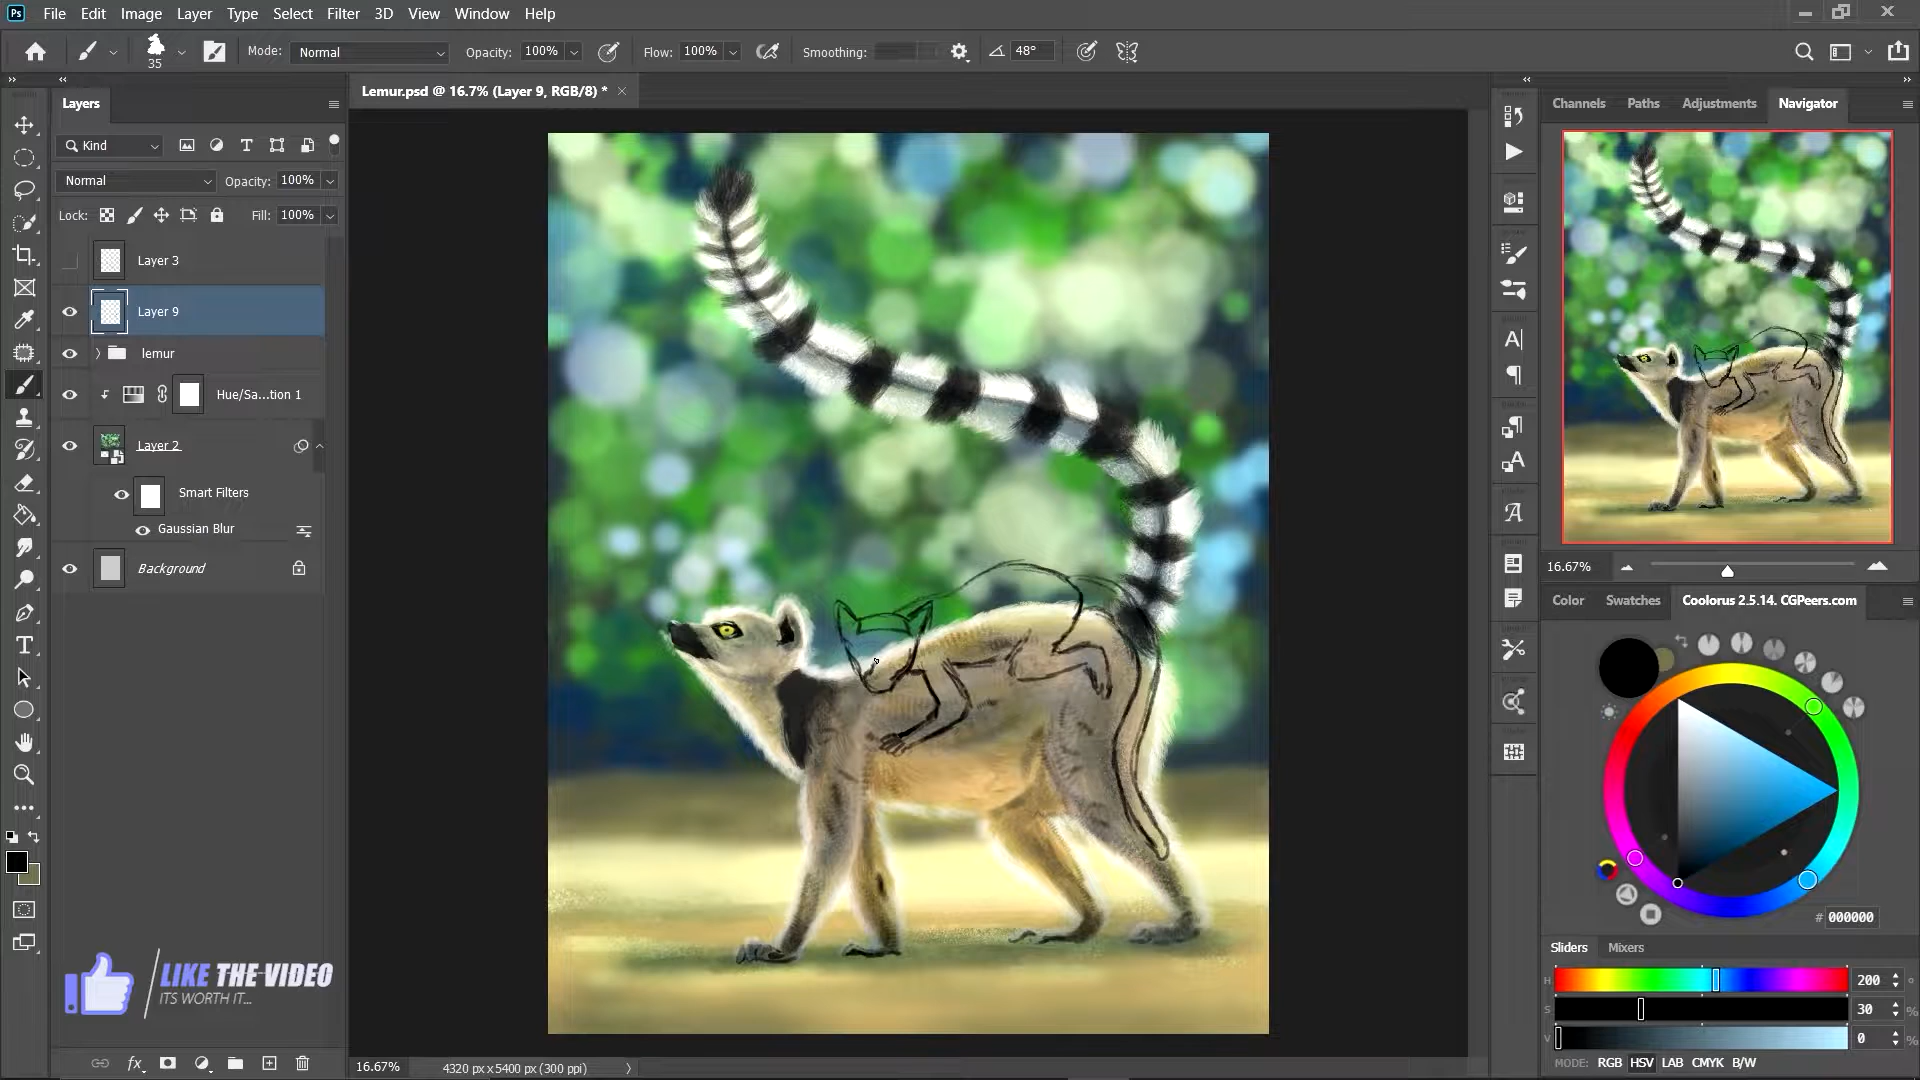 Ps File Edit Image Layer Type Select Filter 3D View Window Help
35 Mode: Normal Opacity: 100% Flow: 100% Smoothing: 48°
Layers
Lemur.psd @ 16.7% (Layer 9, RGB/8) *
Channels Paths Adjustments Navigator
Kind
Normal Opacity: 100%
Lock: Fill: 100%
Layer 3
Layer 9
lemur
Hue/Sa...tion 1
Layer 2
Smart Filters
Gaussian Blur
Background
16.67%
Color Swatches Coolorus 2.5.14. CGPeers.com
# 000000
Sliders Mixers
H 200 °
S 30 %
V 0 %
MODE: RGB HSV LAB CMYK B/W
LIKE THE VIDEO
ITS WORTH IT...
16.67% 4320 px x 5400 px (300 ppi)